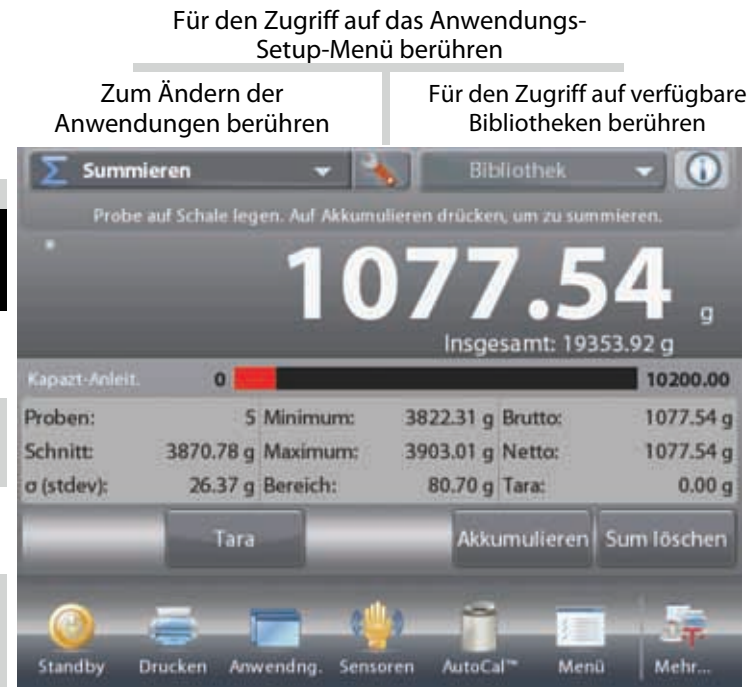 Für den Zugriff auf das Anwendungs-
Setup-Menü berühren
Zum Ändern der
Anwendungen berühren
Für den Zugriff auf verfügbare
Bibliotheken berühren
Σ Summieren
Bibliothek
Probe auf Schale legen. Auf Akkumulieren drücken, um zu summieren.
*
1077.54 g
Insgesamt: 19353.92 g
Kapazt-Anleit. 0 10200.00
Proben: 5 Minimum: 3822.31 g Brutto: 1077.54 g
Schnitt: 3870.78 g Maximum: 3903.01 g Netto: 1077.54 g
σ (stdev): 26.37 g Bereich: 80.70 g Tara: 0.00 g
Tara Akkumulieren Sum löschen
Standby Drucken Anwendng. Sensoren AutoCal™ Menü Mehr...